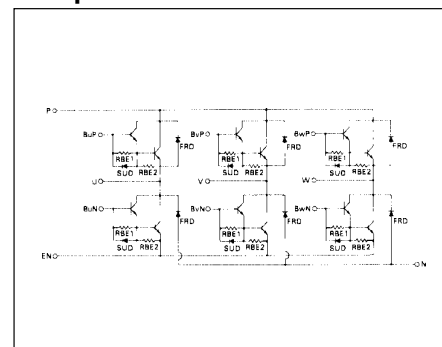 P
BuP BvP BwP
FRD FRD FRD
RBE1 RBE1 RBE1
SUD RBE2 SUD RBE2 SUD RBE2
U V W
BuN BvN BwN
FRD FRD FRD
RBE1 RBE1 RBE1
SUD RBE2 SUD RBE2 SUD RBE2
EN N